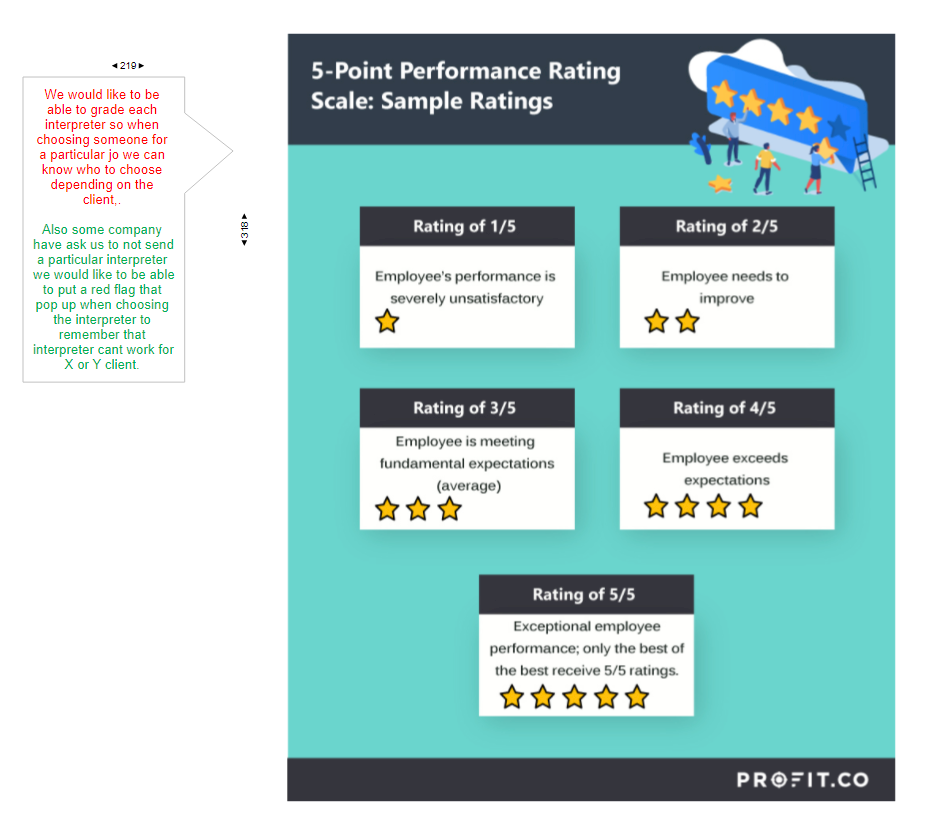 ◄219►
We would like to be
able to grade each
interpreter so when
choosing someone for
a particular jo we can
know who to choose
depending on the
client,.
Also some company
have ask us to not send
a particular interpreter
we would like to be able
to put a red flag that
pop up when choosing
the interpreter to
remember that
interpreter cant work for
X or Y client.
◄318►
5-Point Performance Rating
Scale: Sample Ratings
Rating of 1/5
Employee's performance is
severely unsatisfactory
Rating of 2/5
Employee needs to
improve
Rating of 3/5
Employee is meeting
fundamental expectations
(average)
Rating of 4/5
Employee exceeds
expectations
Rating of 5/5
Exceptional employee
performance; only the best of
the best receive 5/5 ratings.
PROFIT.CO